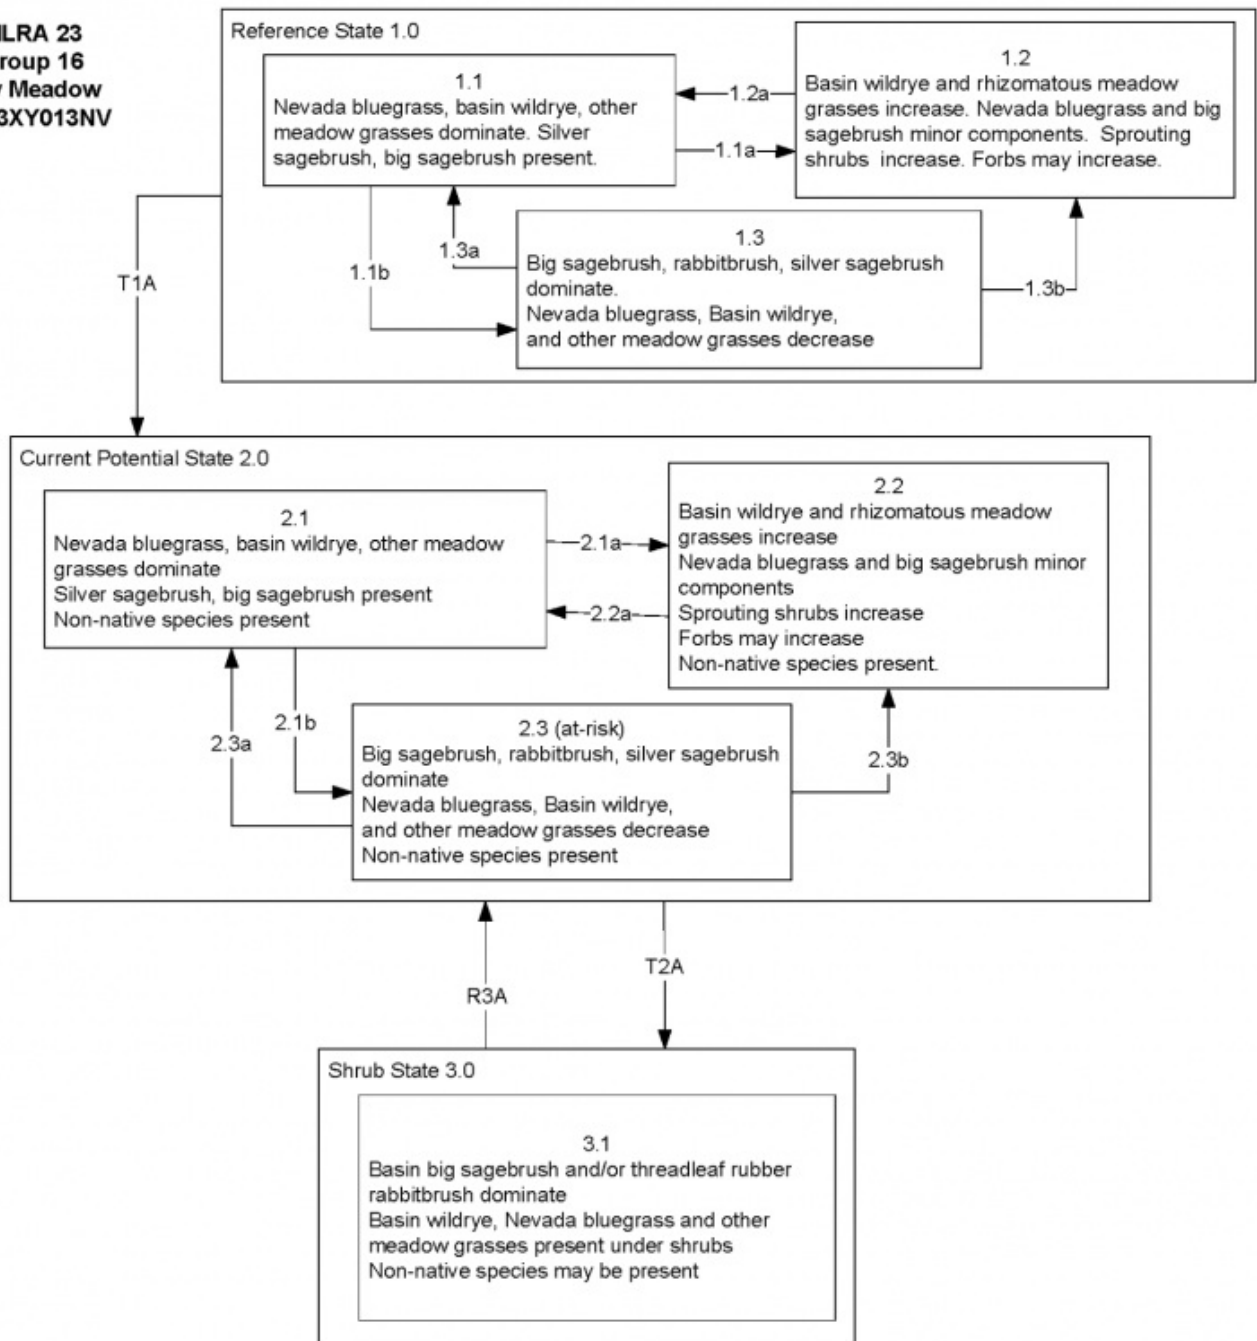 LRA 23
roup 16
Meadow
3XY013NV
Reference State 1.0
1.1
Nevada bluegrass, basin wildrye, other
meadow grasses dominate. Silver
sagebrush, big sagebrush present.
1.2a
1.1a
1.2
Basin wildrye and rhizomatous meadow
grasses increase. Nevada bluegrass and big
sagebrush minor components. Sprouting
shrubs increase. Forbs may increase.
1.3a
1.1b
1.3
Big sagebrush, rabbitbrush, silver sagebrush
dominate.
Nevada bluegrass, Basin wildrye,
and other meadow grasses decrease
1.3b
T1A
Current Potential State 2.0
2.1
Nevada bluegrass, basin wildrye, other meadow
grasses dominate
Silver sagebrush, big sagebrush present
Non-native species present
2.1a
2.2a
2.2
Basin wildrye and rhizomatous meadow
grasses increase
Nevada bluegrass and big sagebrush minor
components
Sprouting shrubs increase
Forbs may increase
Non-native species present.
2.3a
2.1b
2.3 (at-risk)
Big sagebrush, rabbitbrush, silver sagebrush
dominate
Nevada bluegrass, Basin wildrye,
and other meadow grasses decrease
Non-native species present
2.3b
R3A
T2A
Shrub State 3.0
3.1
Basin big sagebrush and/or threadleaf rubber
rabbitbrush dominate
Basin wildrye, Nevada bluegrass and other
meadow grasses present under shrubs
Non-native species may be present